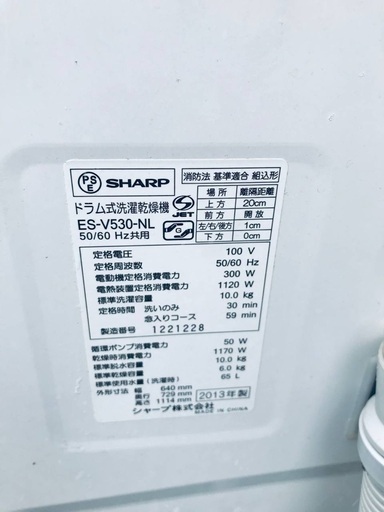 PSE SHARP
ドラム式洗濯乾燥機
ES-V530-NL
50/60 Hz共用
S-JET
G
消防法 基準適合 組込形
場所 離隔距離
上方 20cm
前方 開放
左/右/後方 1cm
下方 0cm
定格電圧 100 V
定格周波数 50/60 Hz
電動機定格消費電力 300 W
電熱装置定格消費電力 1120 W
標準洗濯容量 10.0 kg
定格時間 洗いのみ 30 min
念入りコース 59 min
製造番号 1221228
循環ポンプ消費電力 50 W
乾燥時消費電力 1170 W
標準脱水容量 10.0 kg
標準乾燥容量 6.0 kg
標準使用水量(洗濯時) 65 L
外形寸法 幅 640 mm
奥行 729 mm
高さ 1114 mm
2013年製
シャープ株式会社
MADE IN CHINA